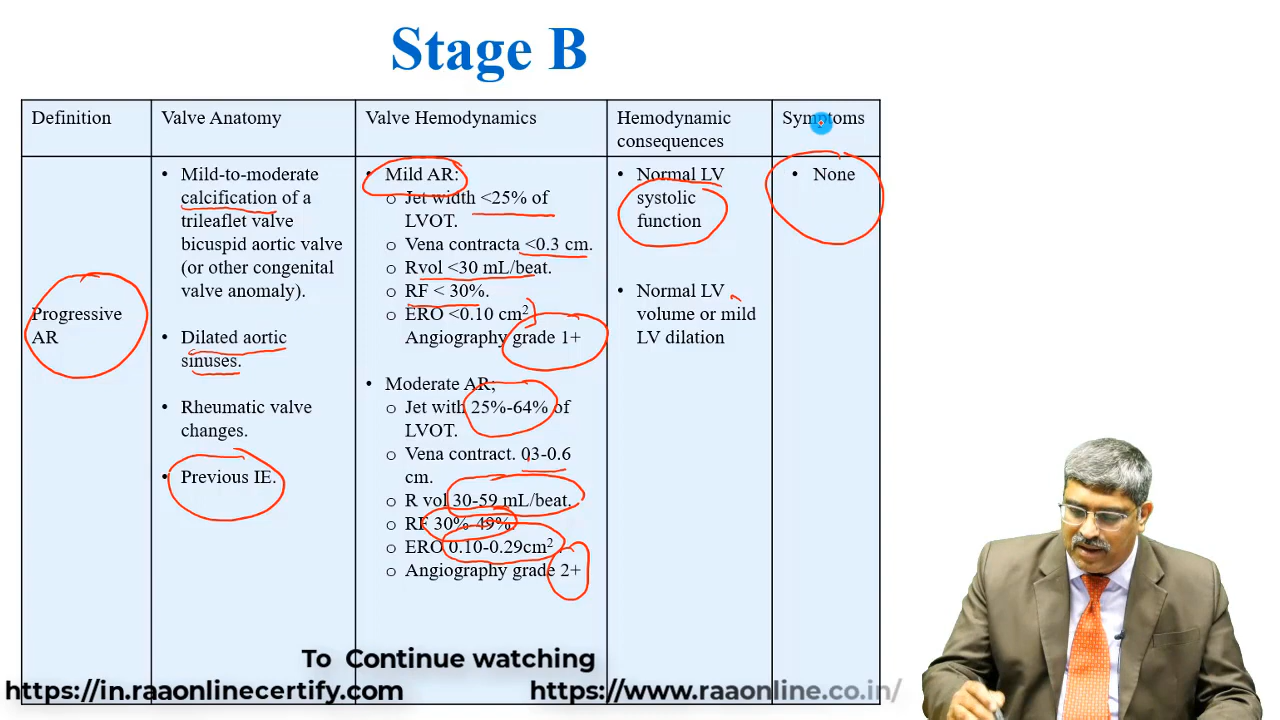 Stage B
Definition
Valve Anatomy
Valve Hemodynamics
Hemodynamic
consequences
Symptoms
Progressive
AR
• Mild-to-moderate
calcification of a
trileaflet valve
bicuspid aortic valve
(or other congenital
valve anomaly).
• Dilated aortic
sinuses.
• Rheumatic valve
changes.
• Previous IE.
• Mild AR:
o Jet width <25% of
LVOT.
o Vena contracta <0.3 cm.
o Rvol <30 mL/beat.
o RF < 30%.
o ERO <0.10 cm²
Angiography grade 1+
• Moderate AR;
o Jet with 25%-64% of
LVOT.
o Vena contract. 03-0.6
cm.
o R vol 30-59 mL/beat.
o RF 30%-49%.
o ERO 0.10-0.29cm² .
o Angiography grade 2+
• Normal LV
systolic
function
• Normal LV
volume or mild
LV dilation
• None
To Continue watching
https://in.raaonlinecertify.com
https://www.raaonline.co.in/